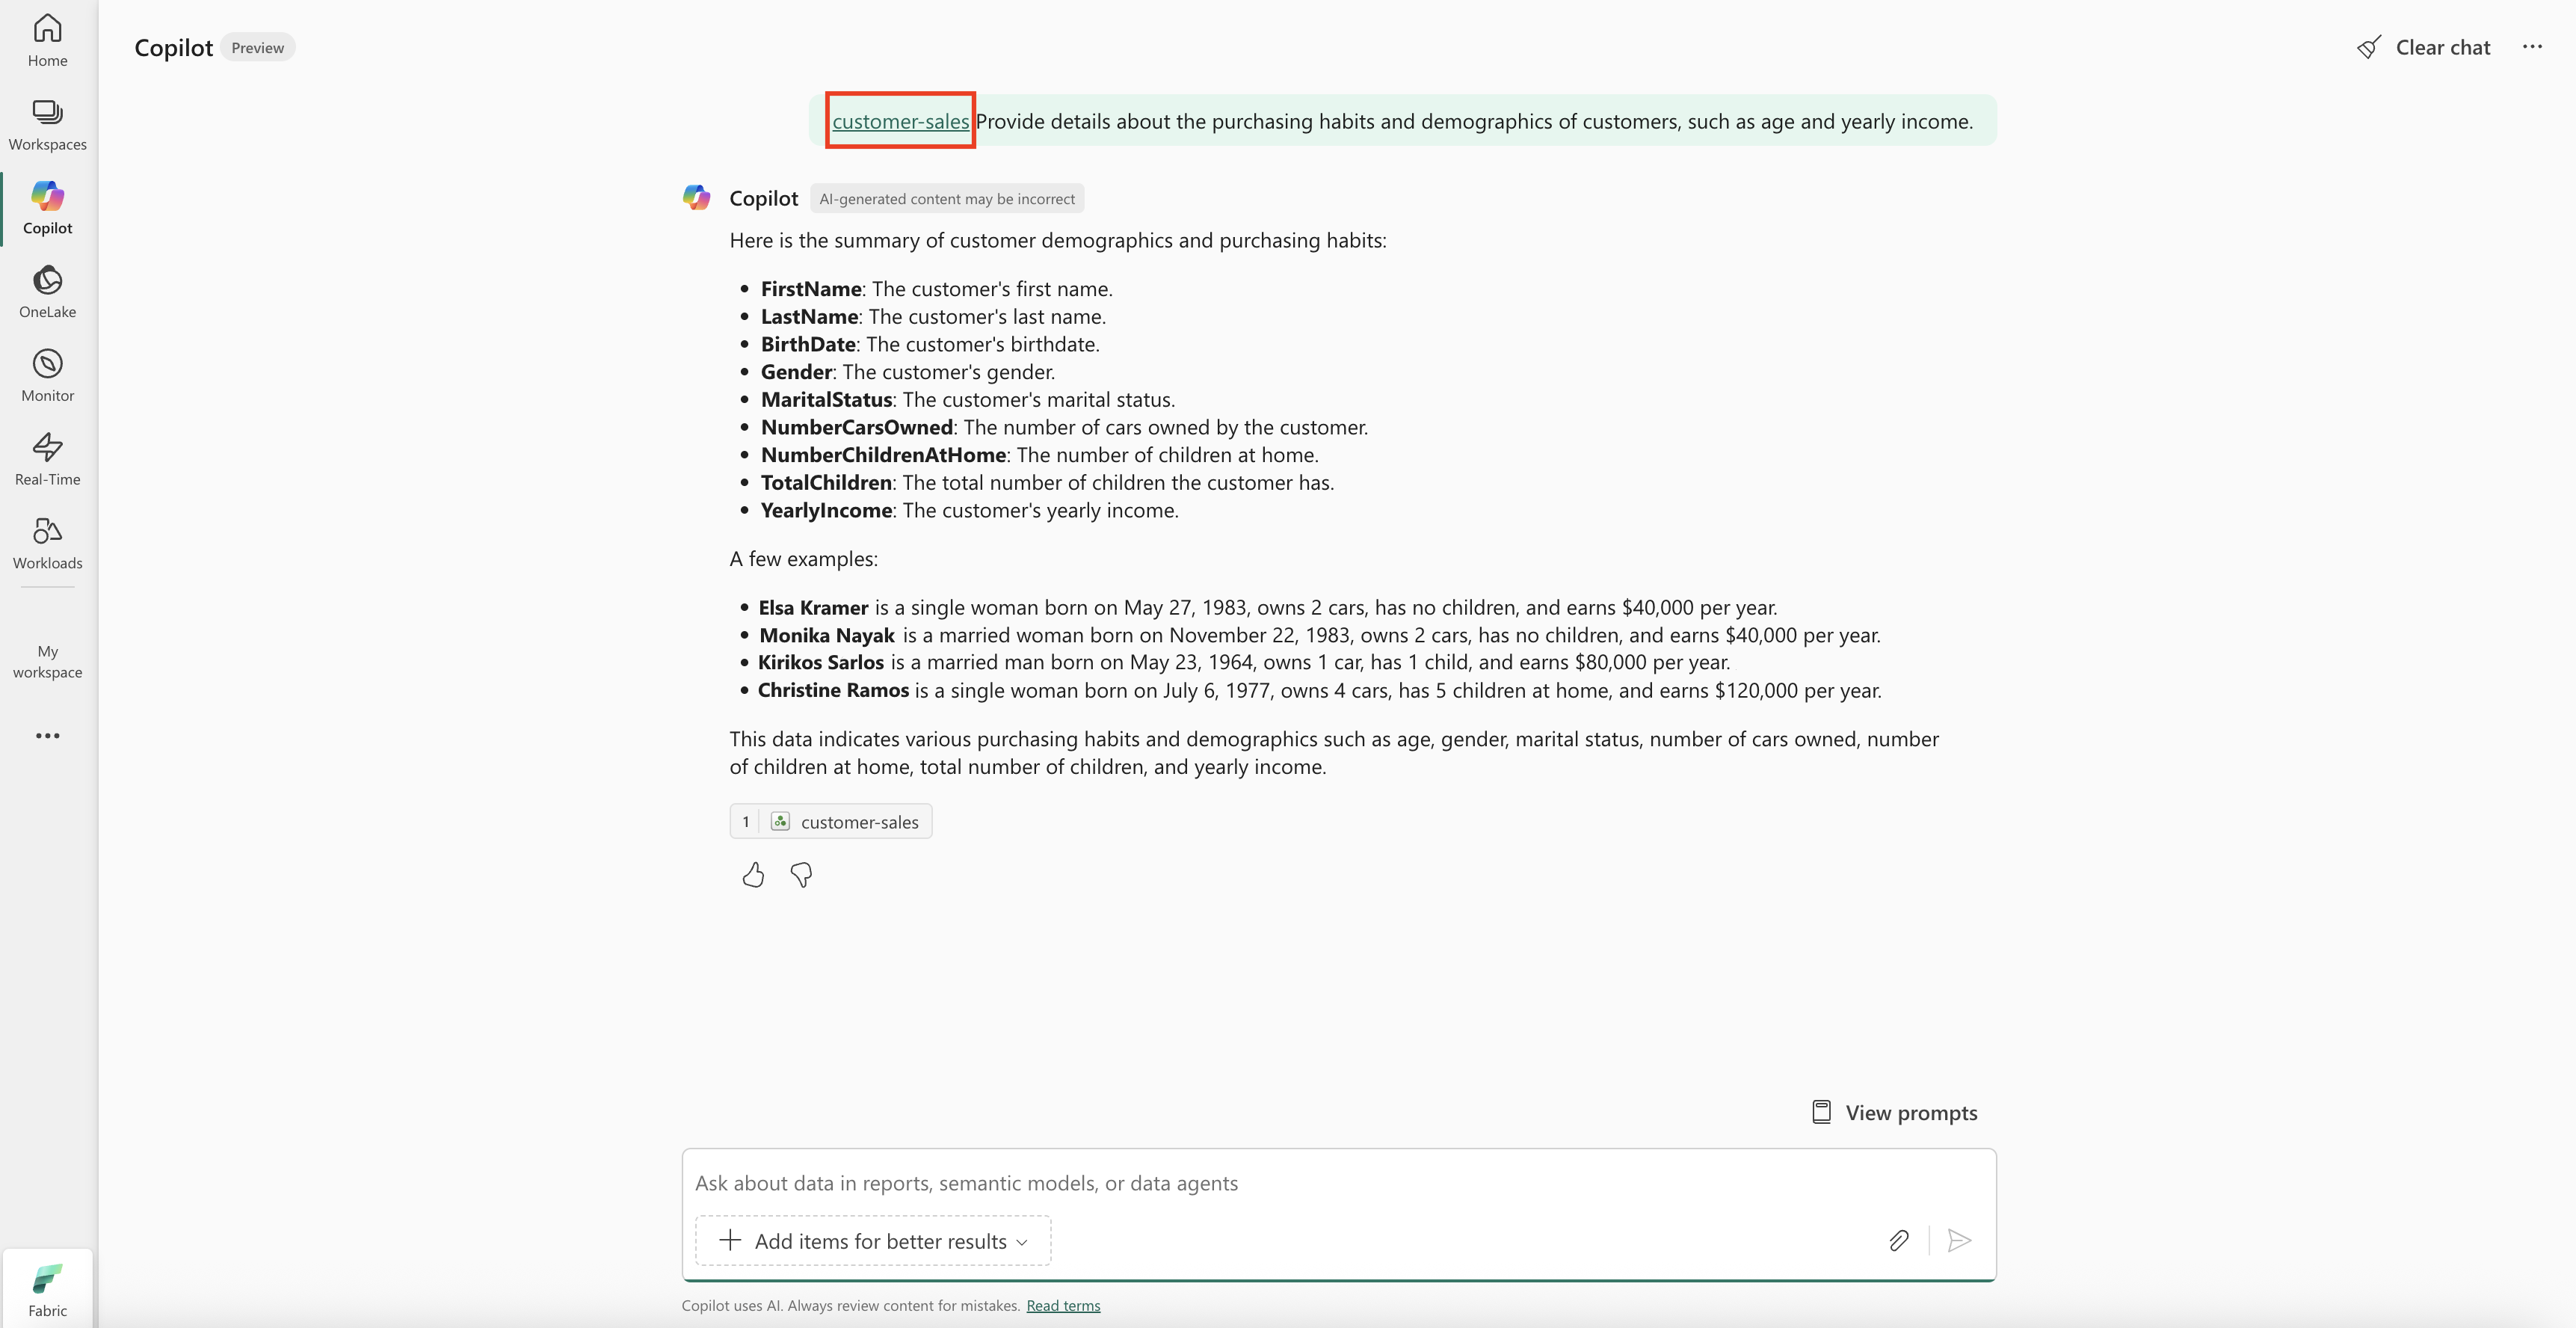 Home
Workspaces
Copilot
OneLake
Monitor
Real-Time
Workloads
My
workspace
Fabric
Copilot Preview
Clear chat
customer-sales Provide details about the purchasing habits and demographics of customers, such as age and yearly income.
Copilot AI-generated content may be incorrect
Here is the summary of customer demographics and purchasing habits:
• FirstName: The customer's first name.
• LastName: The customer's last name.
• BirthDate: The customer's birthdate.
• Gender: The customer's gender.
• MaritalStatus: The customer's marital status.
• NumberCarsOwned: The number of cars owned by the customer.
• NumberChildrenAtHome: The number of children at home.
• TotalChildren: The total number of children the customer has.
• YearlyIncome: The customer's yearly income.
A few examples:
• Elsa Kramer is a single woman born on May 27, 1983, owns 2 cars, has no children, and earns $40,000 per year.
• Monika Nayak is a married woman born on November 22, 1983, owns 2 cars, has no children, and earns $40,000 per year.
• Kirikos Sarlos is a married man born on May 23, 1964, owns 1 car, has 1 child, and earns $80,000 per year.
• Christine Ramos is a single woman born on July 6, 1977, owns 4 cars, has 5 children at home, and earns $120,000 per year.
This data indicates various purchasing habits and demographics such as age, gender, marital status, number of cars owned, number
of children at home, total number of children, and yearly income.
1 customer-sales
View prompts
Ask about data in reports, semantic models, or data agents
Add items for better results
Copilot uses AI. Always review content for mistakes. Read terms